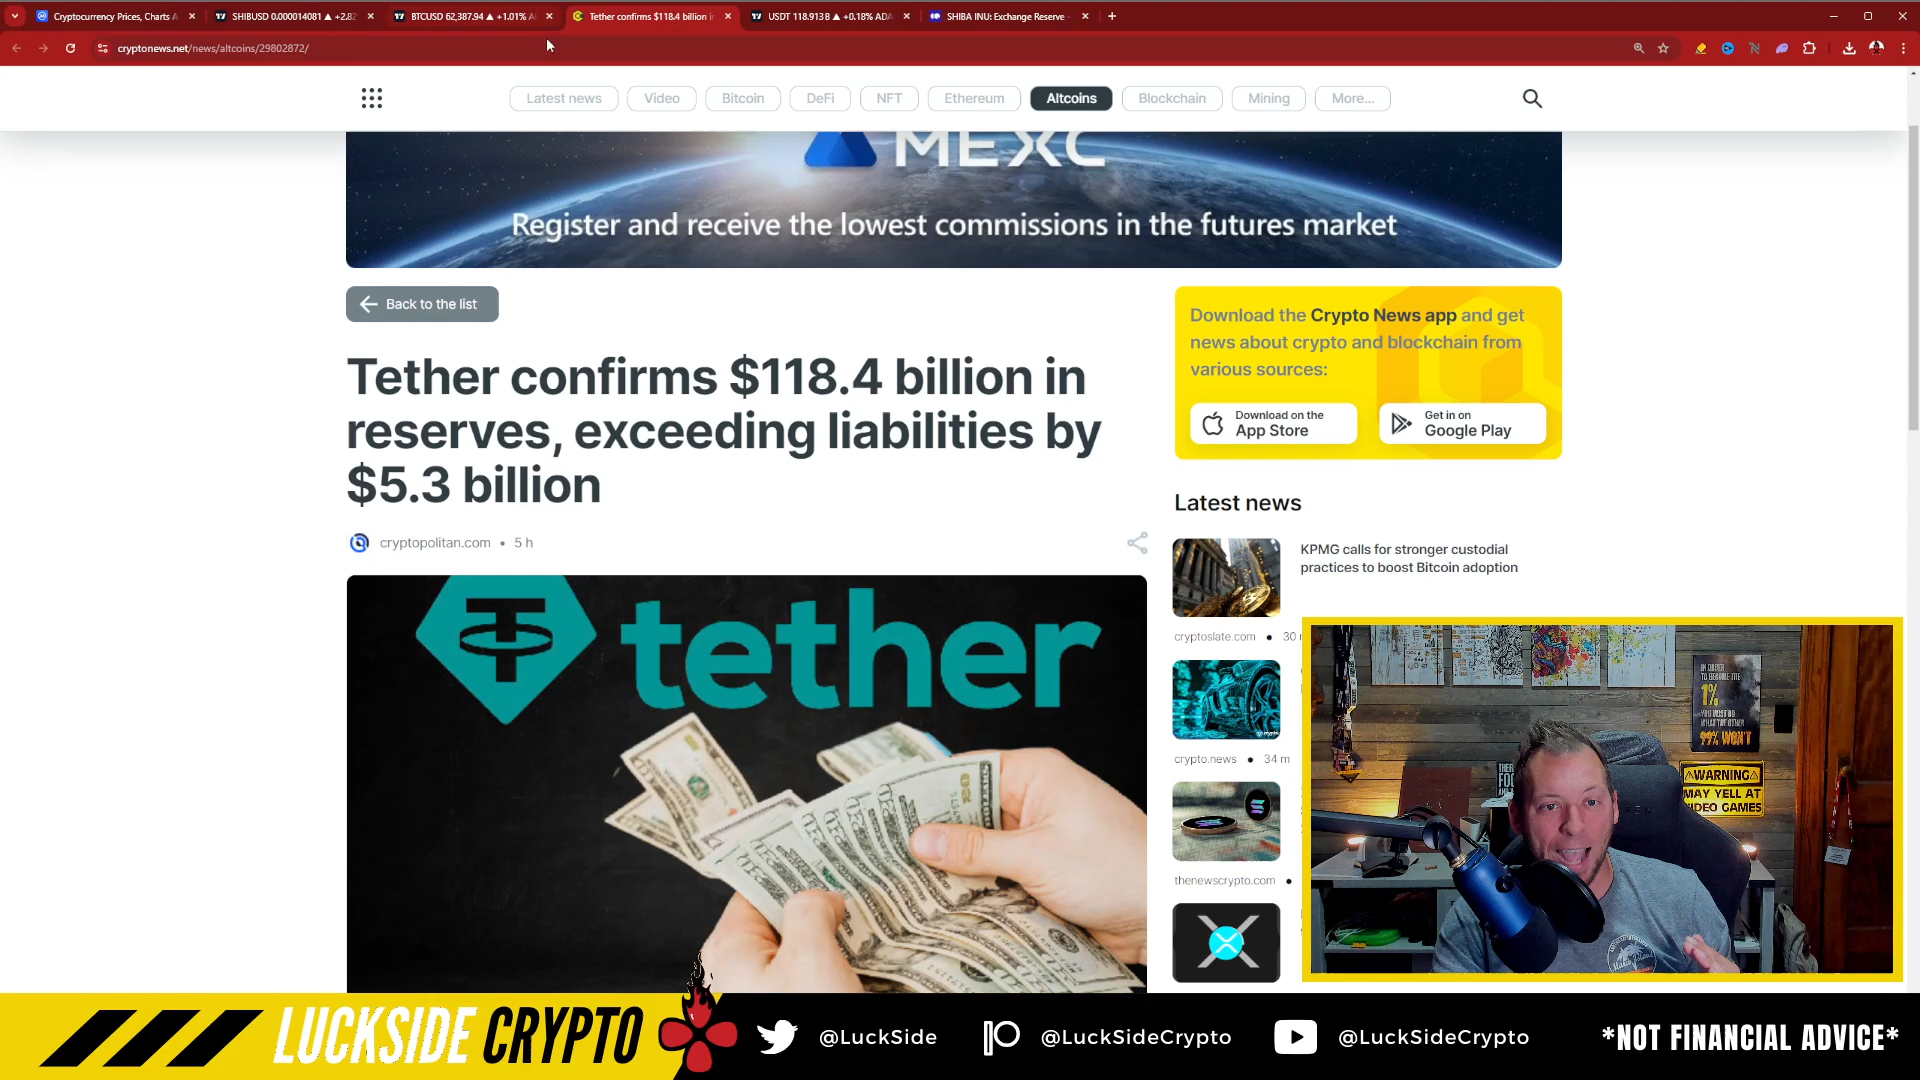 Cryptocurrency Prices, Charts A
SHIBUSD 0.000014081 ▲ +2.82
BTCUSD 62,387.94 ▲ +1.01%
Tether confirms $118.4 billion in
USDT 118.913B ▲ +0.18% ADA
SHIBA INU: Exchange Reserve -
cryptonews.net/news/altcoins/29802872/
Latest news
Video
Bitcoin
DeFi
NFT
Ethereum
Altcoins
Blockchain
Mining
More...
MEXC
Register and receive the lowest commissions in the futures market
Back to the list
Tether confirms $118.4 billion in
reserves, exceeding liabilities by
$5.3 billion
cryptopolitan.com • 5 h
tether
Download the Crypto News app and get
news about crypto and blockchain from
various sources:
Download on the
App Store
Get in on
Google Play
Latest news
KPMG calls for stronger custodial
practices to boost Bitcoin adoption
cryptoslate.com • 30
crypto.news • 34 m
thenewscrypto.com •
1%
99% WON'T
⚠WARNING⚠
MAY YELL AT
VIDEO GAMES
LUCKSIDE CRYPTO
@LuckSide
@LuckSideCrypto
@LuckSideCrypto
*NOT FINANCIAL ADVICE*